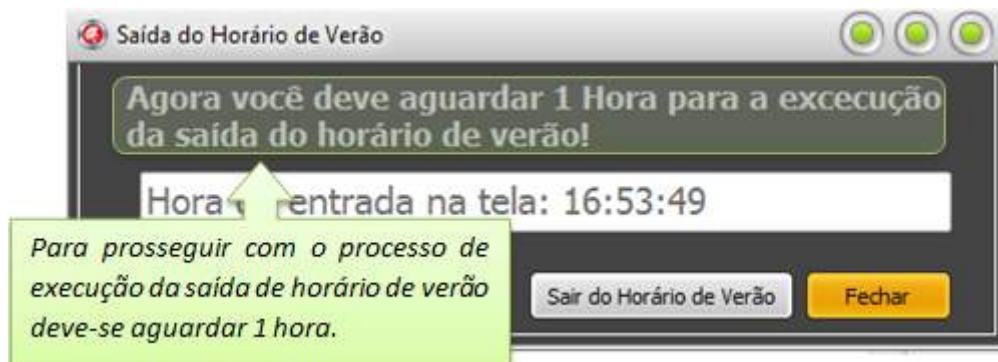 Saída do Horário de Verão
Agora você deve aguardar 1 Hora para a excecução
da saída do horário de verão!
Hora entrada na tela: 16:53:49
Para prosseguir com o processo de
execução da saída de horário de verão
deve-se aguardar 1 hora.
Sair do Horário de Verão
Fechar